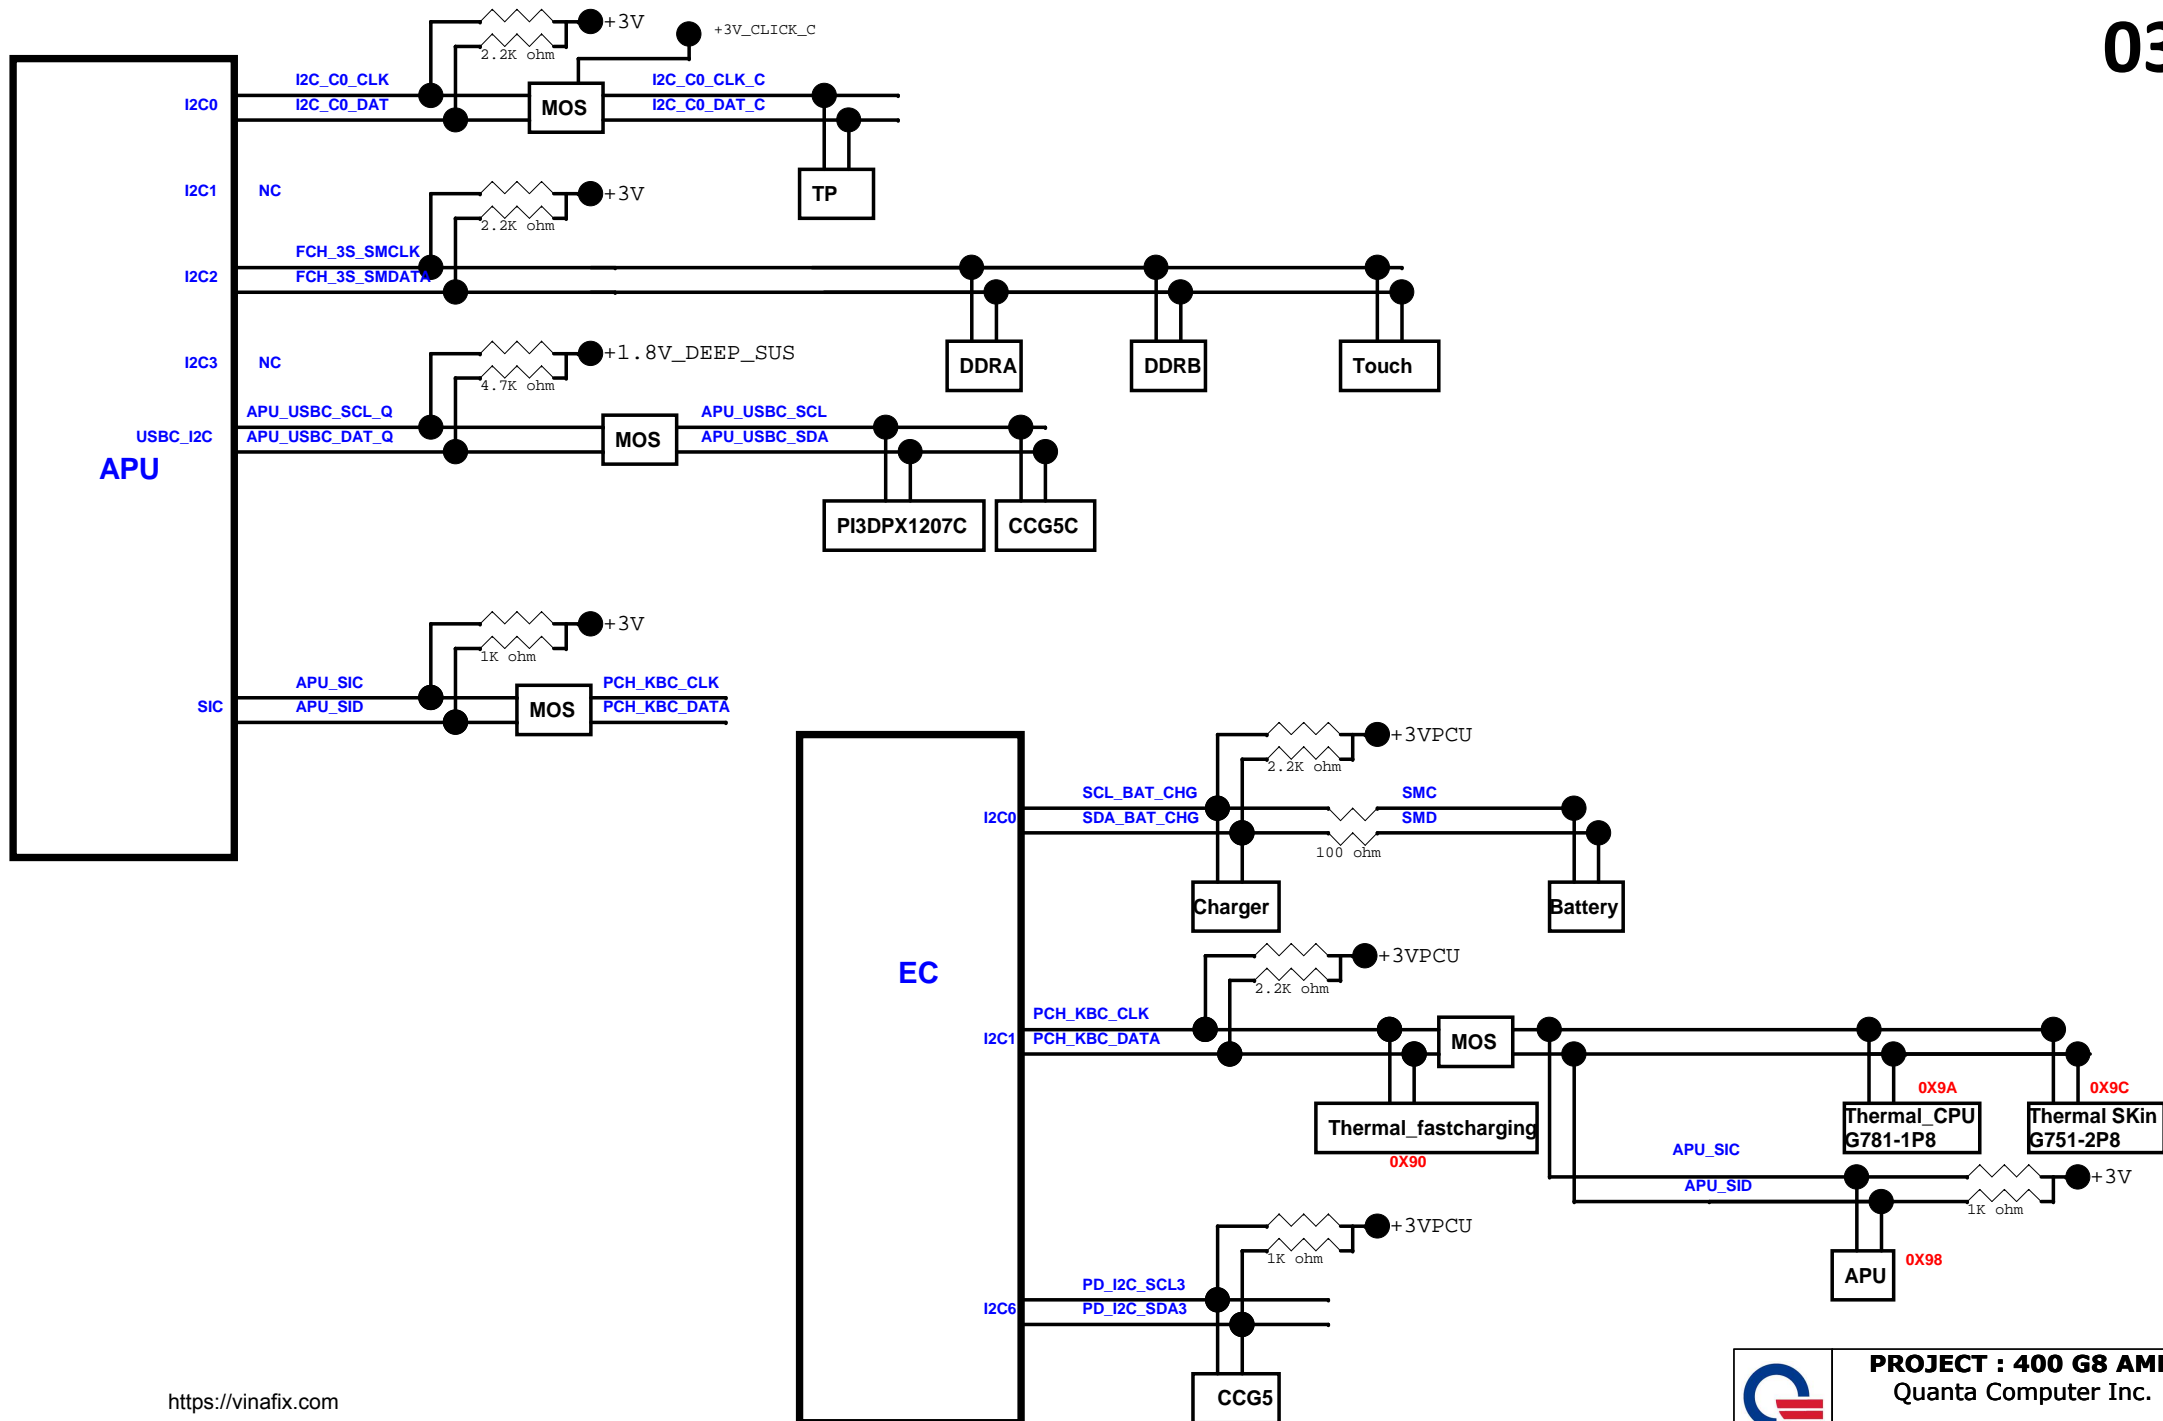 03
+3V
+3V_CLICK_C
2.2K ohm
I2C0
I2C_C0_CLK
I2C_C0_DAT
MOS
I2C_C0_CLK_C
I2C_C0_DAT_C
TP
I2C1
NC
+3V
2.2K ohm
I2C2
FCH_3S_SMCLK
FCH_3S_SMDATA
DDRA
DDRB
Touch
I2C3
NC
+1.8V_DEEP_SUS
4.7K ohm
USBC_I2C
APU_USBC_SCL_Q
APU_USBC_DAT_Q
MOS
APU_USBC_SCL
APU_USBC_SDA
APU
PI3DPX1207C
CCG5C
+3V
1K ohm
SIC
APU_SIC
APU_SID
MOS
PCH_KBC_CLK
PCH_KBC_DATA
+3VPCU
2.2K ohm
I2C0
SCL_BAT_CHG
SDA_BAT_CHG
SMC
SMD
100 ohm
Charger
Battery
EC
+3VPCU
2.2K ohm
I2C1
PCH_KBC_CLK
PCH_KBC_DATA
MOS
0X9A
0X9C
Thermal_fastcharging
0X90
Thermal_CPU
G781-1P8
Thermal SKin
G751-2P8
APU_SIC
APU_SID
+3V
1K ohm
APU
0X98
+3VPCU
1K ohm
I2C6
PD_I2C_SCL3
PD_I2C_SDA3
CCG5
https://vinafix.com
PROJECT : 400 G8 AM
Quanta Computer Inc.